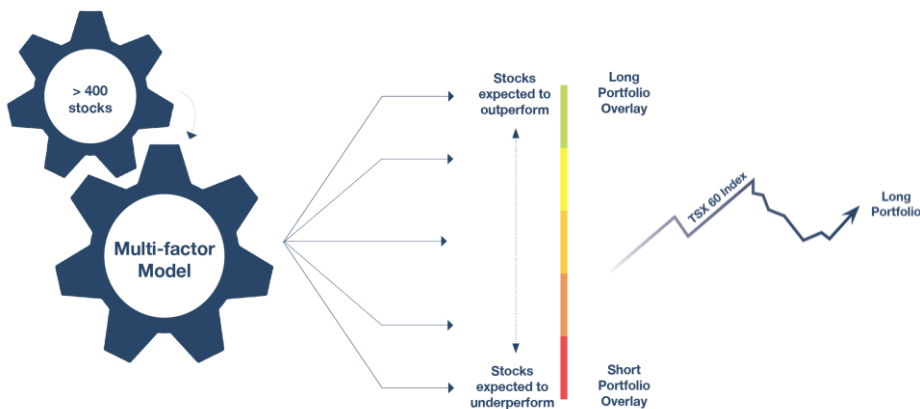 > 400
stocks
Multi-factor
Model
Stocks
expected to
outperform
Long
Portfolio
Overlay
TSX 60 Index
Long
Portfolio
Stocks
expected to
underperform
Short
Portfolio
Overlay